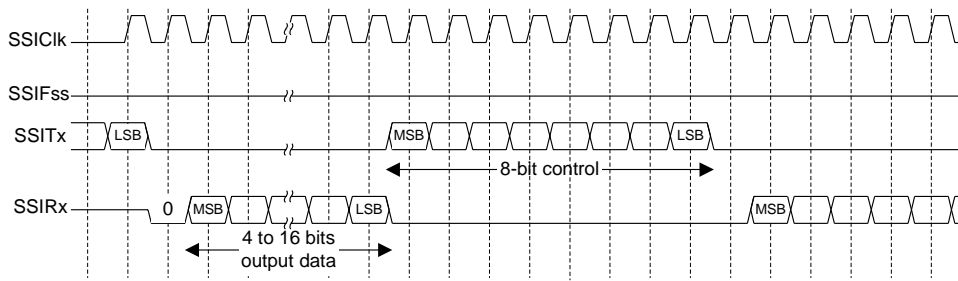 SSIClk
SSIFss
SSITx
LSB
MSB
LSB
8-bit control
SSIRx
0
MSB
LSB
MSB
4 to 16 bits
output data